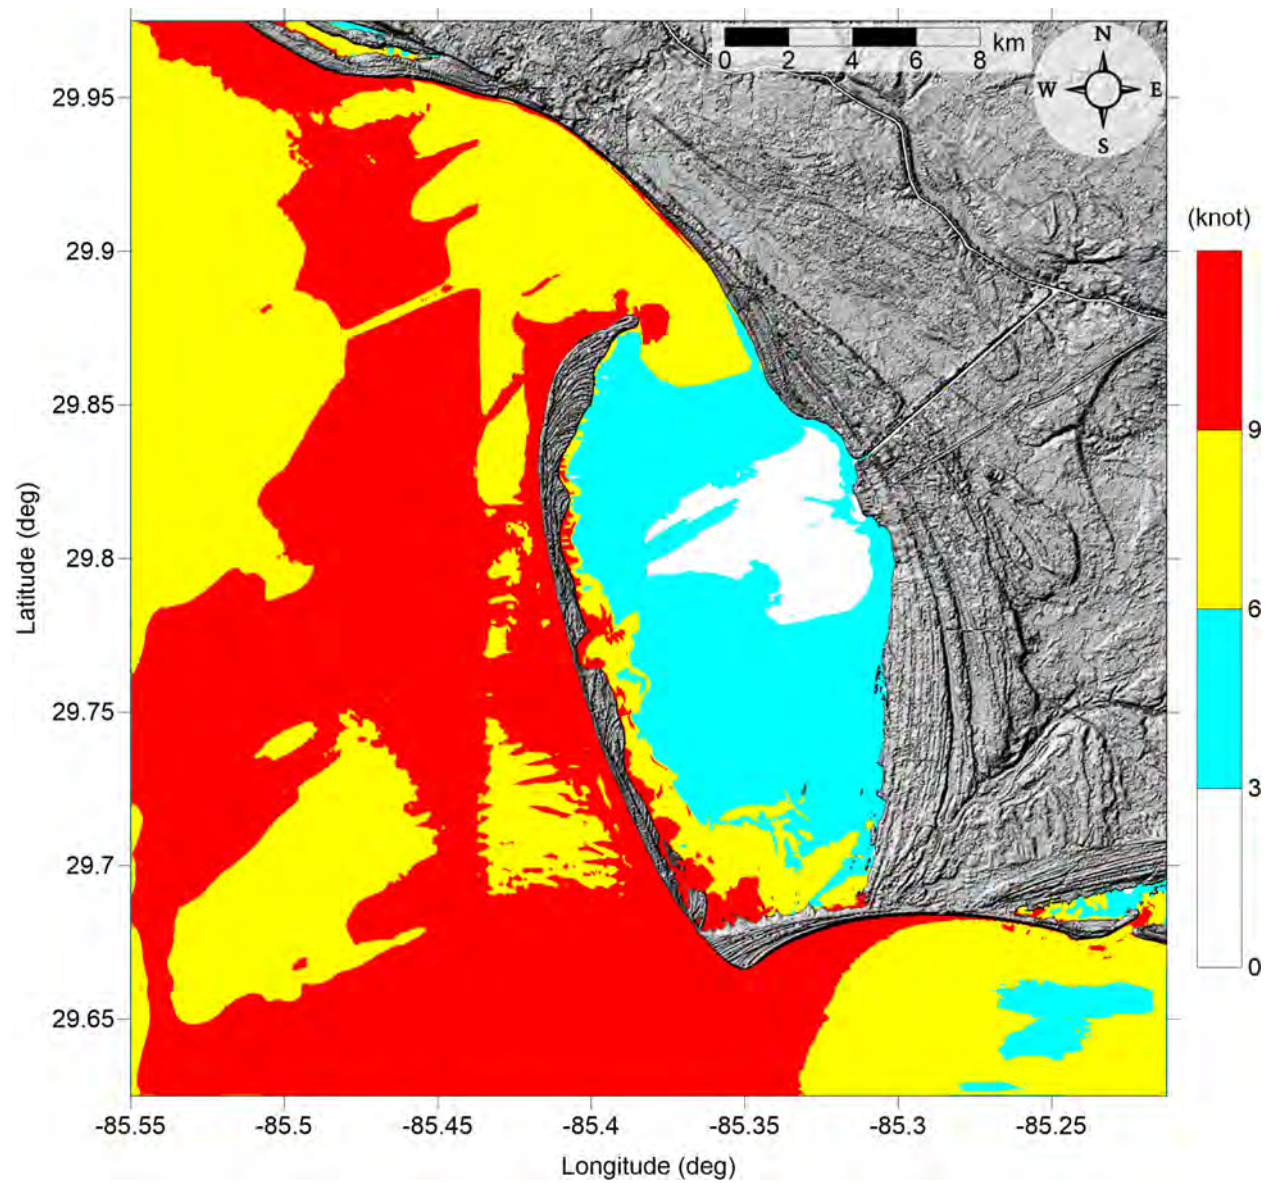 0 2 4 6 8 km
N
W E
S
(knot)
9
6
3
0
29.95
29.9
29.85
29.8
29.75
29.7
29.65
Latitude (deg)
-85.55 -85.5 -85.45 -85.4 -85.35 -85.3 -85.25
Longitude (deg)